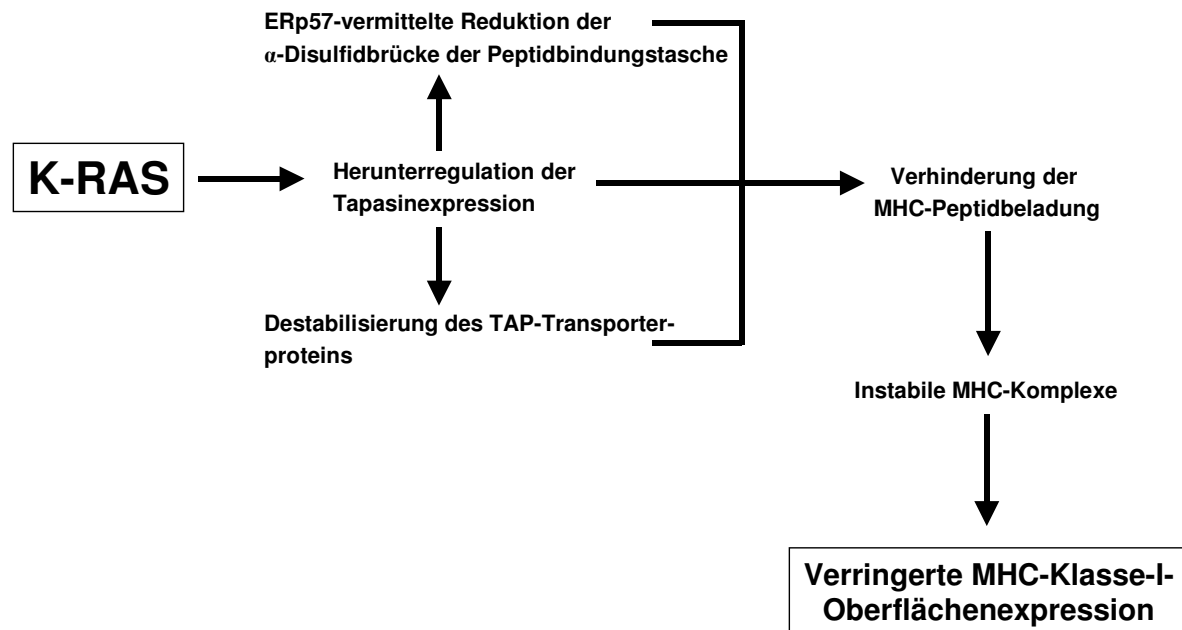 ERp57-vermittelte Reduktion der
α-Disulfidbrücke der Peptidbindungstasche
K-RAS
Herunterregulation der
Tapasinexpression
Verhinderung der
MHC-Peptidbeladung
Destabilisierung des TAP-Transporter-
proteins
Instabile MHC-Komplexe
Verringerte MHC-Klasse-I-
Oberflächenexpression